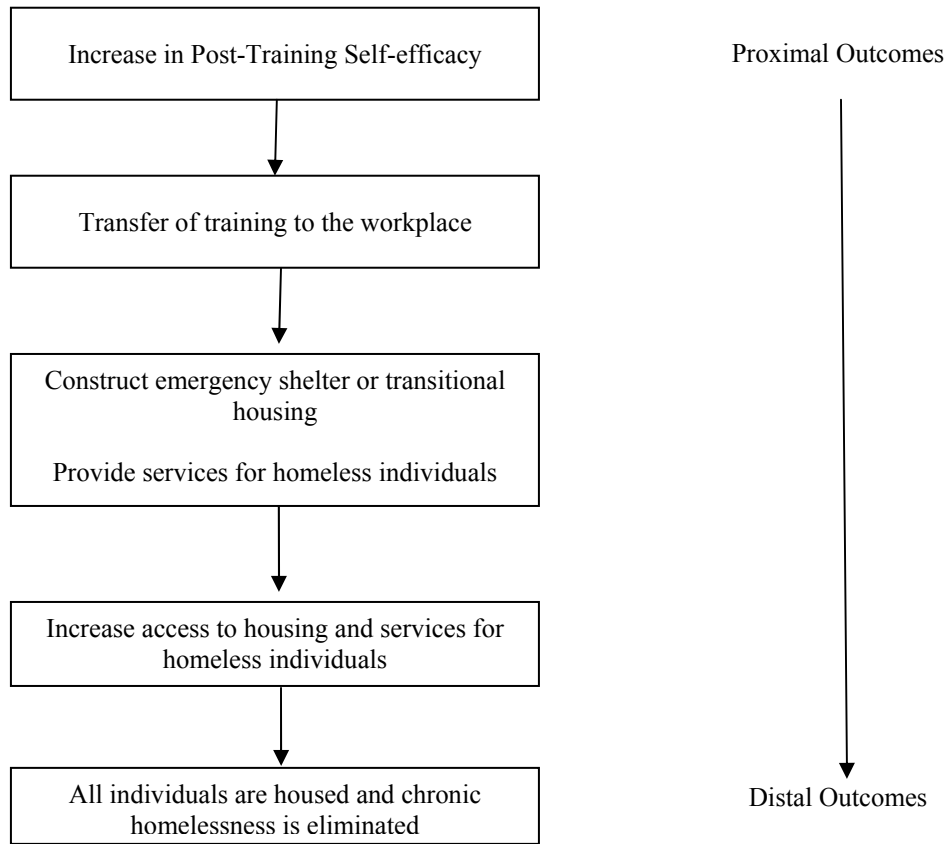 Increase in Post-Training Self-efficacy
Proximal Outcomes
Transfer of training to the workplace
Construct emergency shelter or transitional
housing
Provide services for homeless individuals
Increase access to housing and services for
homeless individuals
All individuals are housed and chronic
homelessness is eliminated
Distal Outcomes